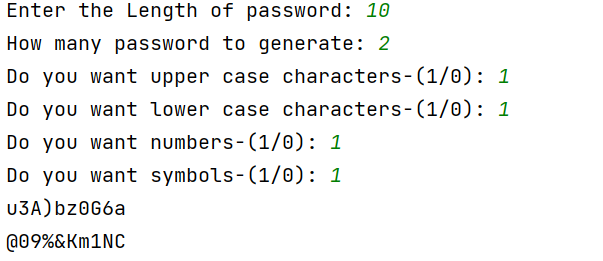 Enter the Length of password: 10
How many password to generate: 2
Do you want upper case characters-(1/0): 1
Do you want lower case characters-(1/0): 1
Do you want numbers-(1/0): 1
Do you want symbols-(1/0): 1
u3A)bz0G6a
@09%&Km1NC